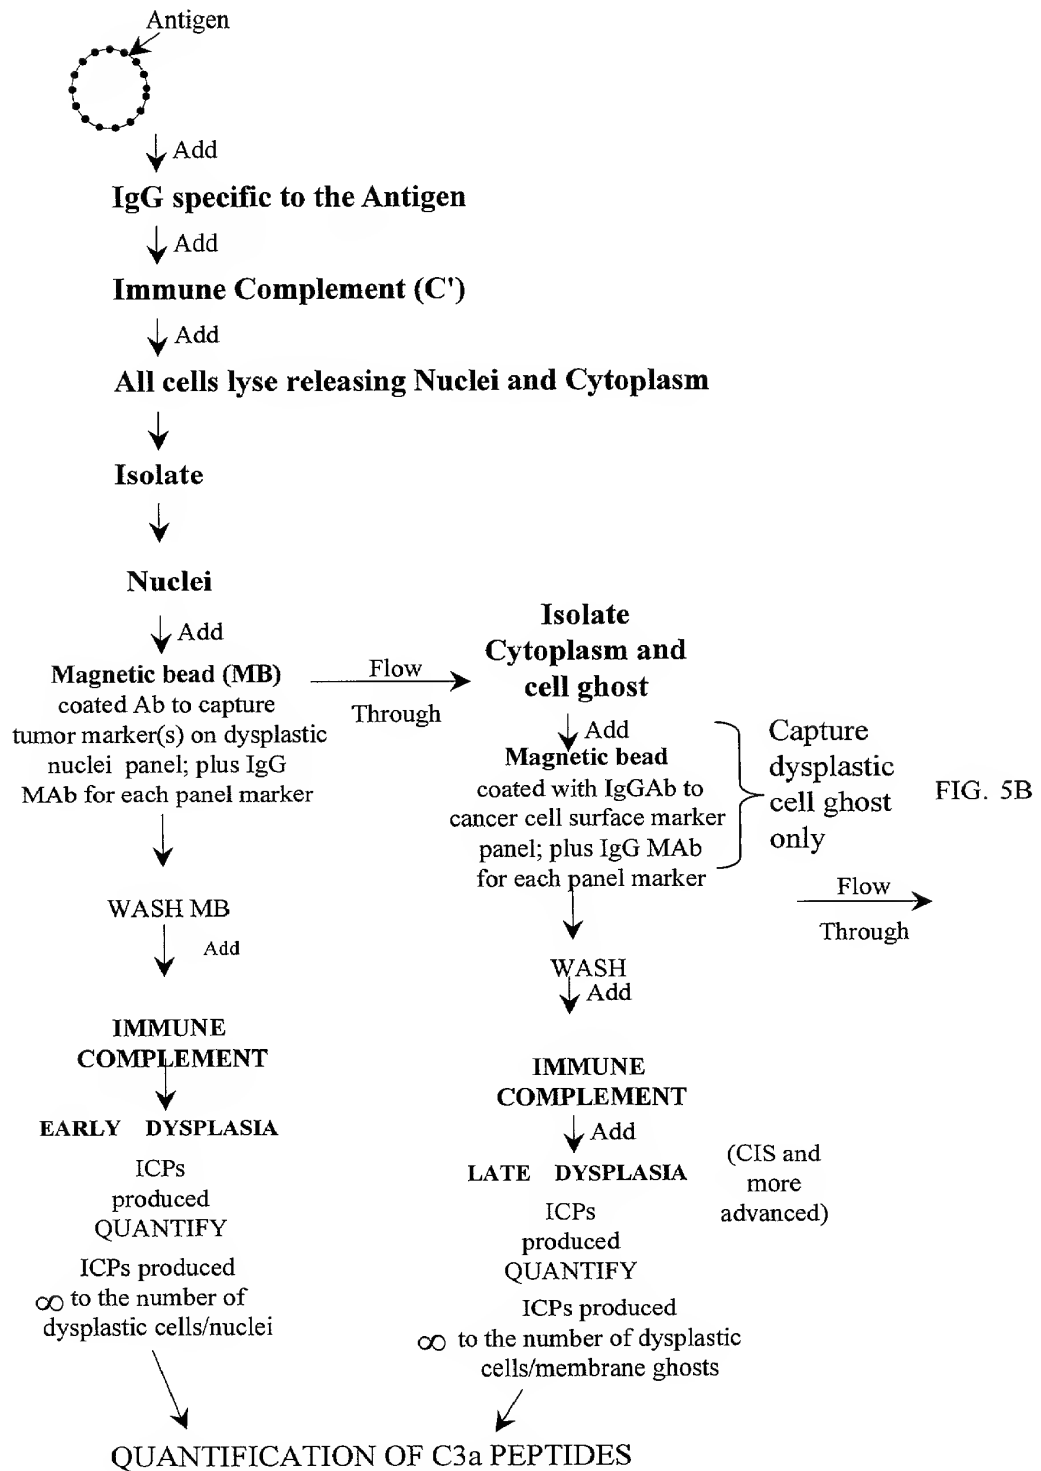 Antigen
Add
IgG specific to the Antigen
Add
Immune Complement (C')
Add
All cells lyse releasing Nuclei and Cytoplasm
Isolate
Nuclei
Add
Magnetic bead (MB)
coated Ab to capture
tumor marker(s) on dysplastic
nuclei panel; plus IgG
MAb for each panel marker
WASH MB
Add
IMMUNE
COMPLEMENT
EARLY DYSPLASIA
ICPs
produced
QUANTIFY
ICPs produced
∞ to the number of
dysplastic cells/nuclei
Flow
Through
Isolate
Cytoplasm and
cell ghost
Add
Magnetic bead
coated with IgGAb to
cancer cell surface marker
panel; plus IgG MAb
for each panel marker
Capture
dysplastic
cell ghost
only
FIG. 5B
Flow
Through
WASH
Add
IMMUNE
COMPLEMENT
Add
LATE DYSPLASIA
(CIS and
more
advanced)
ICPs
produced
QUANTIFY
ICPs produced
∞ to the number of dysplastic
cells/membrane ghosts
QUANTIFICATION OF C3a PEPTIDES